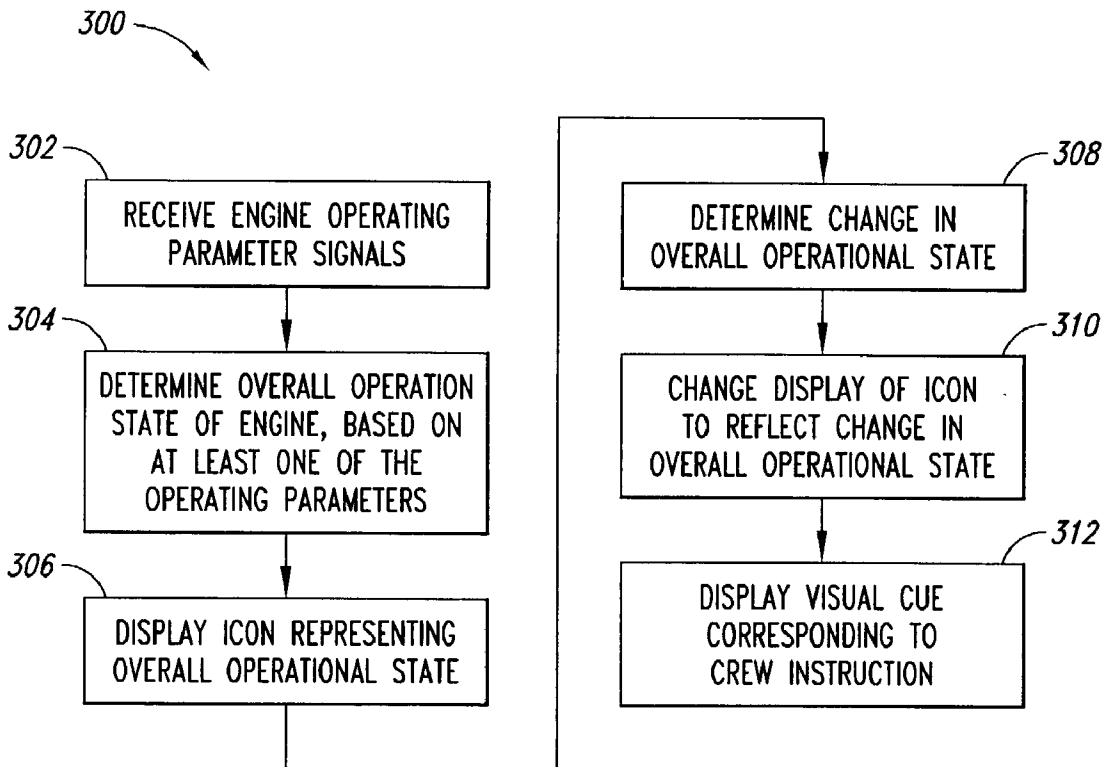 300
302
RECEIVE ENGINE OPERATING
PARAMETER SIGNALS
304
DETERMINE OVERALL OPERATION
STATE OF ENGINE, BASED ON
AT LEAST ONE OF THE
OPERATING PARAMETERS
306
DISPLAY ICON REPRESENTING
OVERALL OPERATIONAL STATE
308
DETERMINE CHANGE IN
OVERALL OPERATIONAL STATE
310
CHANGE DISPLAY OF ICON
TO REFLECT CHANGE IN
OVERALL OPERATIONAL STATE
312
DISPLAY VISUAL CUE
CORRESPONDING TO
CREW INSTRUCTION